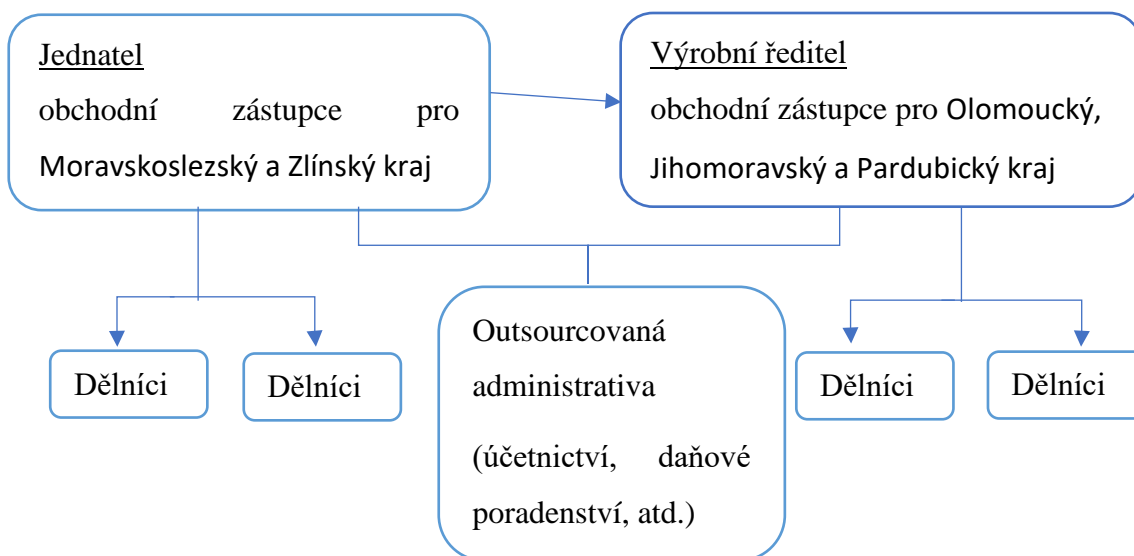 Jednatel
obchodní zástupce pro
Moravskoslezský a Zlínský kraj
Výrobní ředitel
obchodní zástupce pro Olomoucký,
Jihomoravský a Pardubický kraj
Dělníci
Dělníci
Outsourcovaná
administrativa
(účetnictví, daňové
poradenství, atd.)
Dělníci
Dělníci